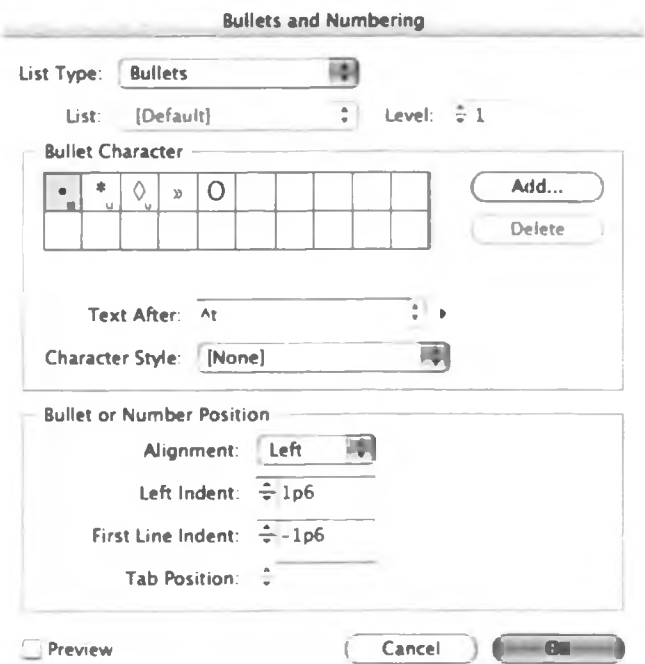 Bullets and Numbering
List Type: Bullets
List: [Default] Level: 1
Bullet Character
• * ◊ » O
u u
Add...
Delete
Text After: ^t
Character Style: [None]
Bullet or Number Position
Alignment: Left
Left Indent: 1p6
First Line Indent: -1p6
Tab Position:
Preview Cancel